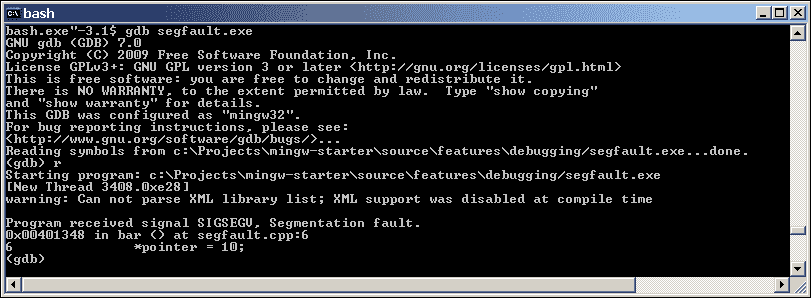 bash
bash.exe"-3.1$ gdb segfault.exe
GNU gdb (GDB) 7.0
Copyright (C) 2009 Free Software Foundation, Inc.
License GPLv3+: GNU GPL version 3 or later <http://gnu.org/licenses/gpl.html>
This is free software: you are free to change and redistribute it.
There is NO WARRANTY, to the extent permitted by law.  Type "show copying"
and "show warranty" for details.
This GDB was configured as "mingw32".
For bug reporting instructions, please see:
<http://www.gnu.org/software/gdb/bugs/>...
Reading symbols from c:\Projects\mingw-starter\source\features\debugging/segfault.exe...done.
(gdb) r
Starting program: c:\Projects\mingw-starter\source\features\debugging/segfault.exe
[New Thread 3408.0xe28]
warning: Can not parse XML library list; XML support was disabled at compile time
Program received signal SIGSEGV, Segmentation fault.
0x00401348 in bar () at segfault.cpp:6
6               *pointer = 10;
(gdb)